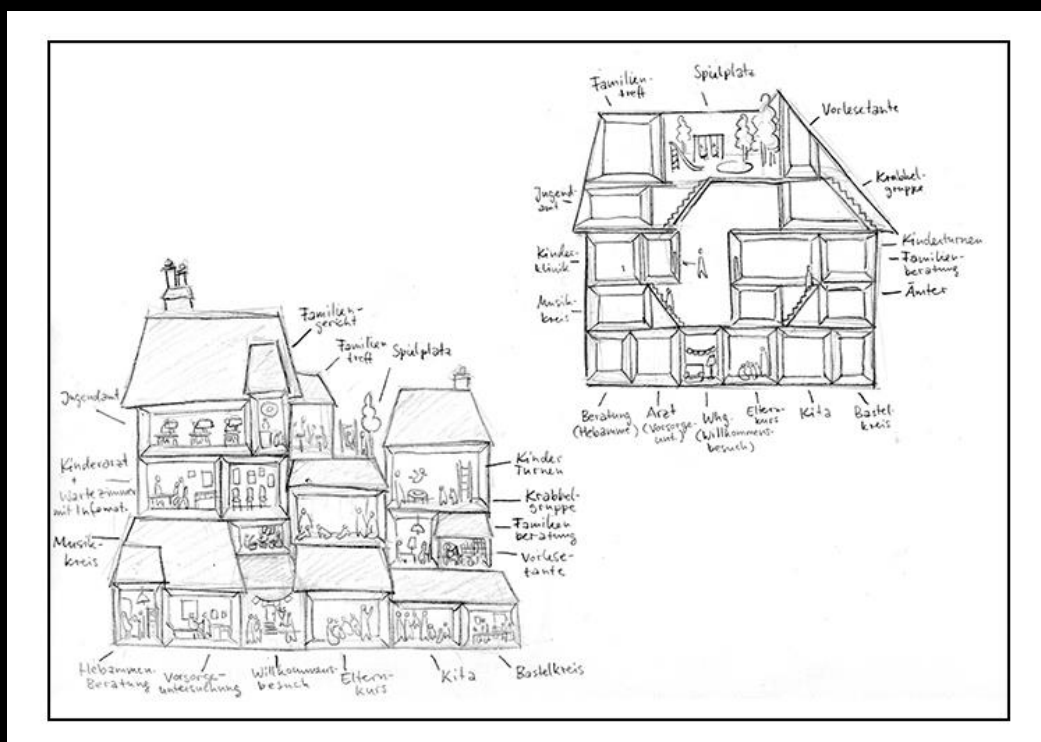 Familien-
treff
Spielplatz
Vorlesetante
Krabbel-
gruppe
Jugend-
amt
Kinder-
klinik
Musik-
kreis
Kinderturnen
Familien-
beratung
Ämter
Beratung
(Hebamme)
Arzt
(Vorsorge-
unt.)
Whg.
(Willkommens-
besuch)
Eltern-
kurs
Kita
Bastel-
kreis
Familien-
gericht
Familien
treff
Spielplatz
Jugendamt
Kinderarzt
+
Wartezimmer
mit Infomat.
Musik-
kreis
Kinder
Turnen
Krabbel-
gruppe
Familien
beratung
Vorlese-
tante
Hebammen-
Beratung
Vorsorge-
untersuchung
Willkommens-
besuch
Eltern-
kurs
Kita
Bastelkreis